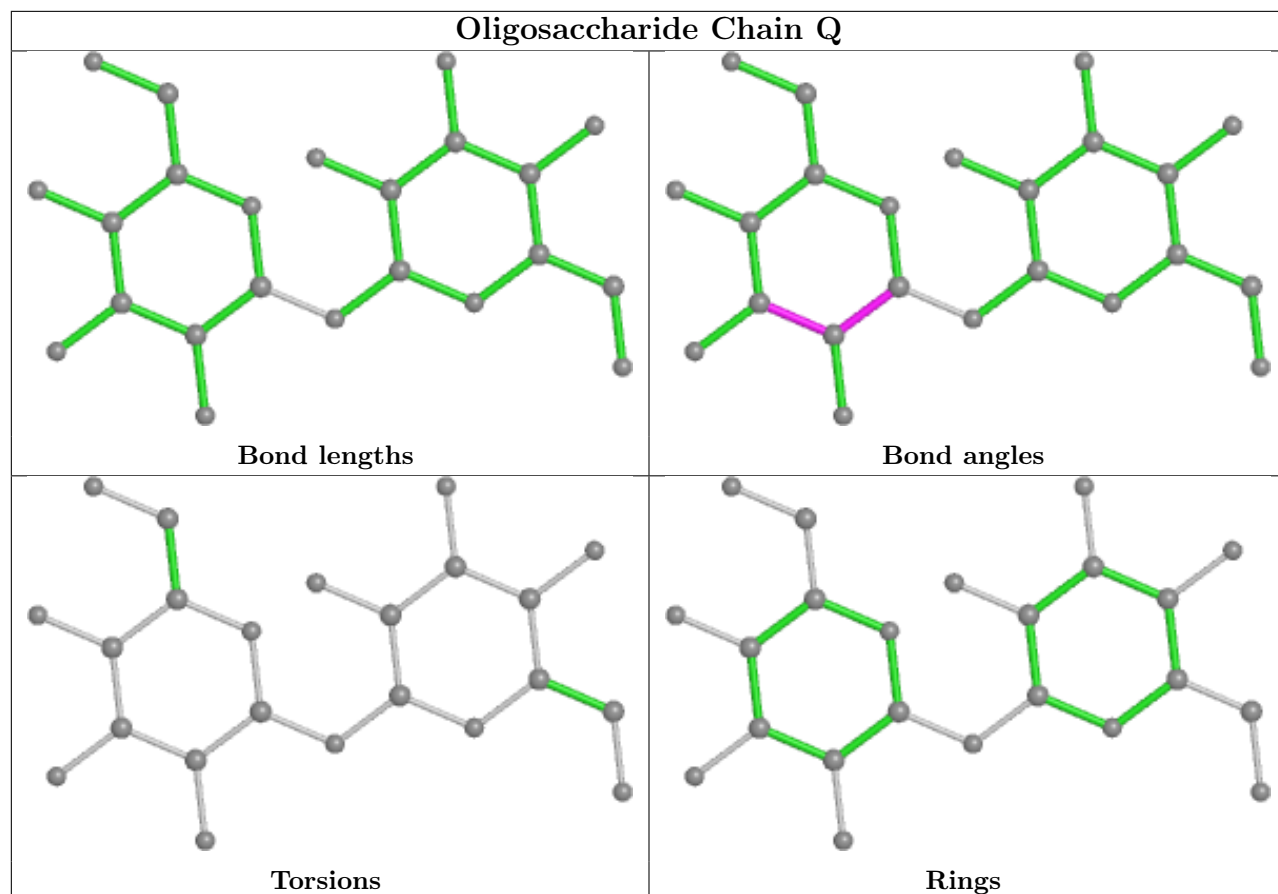 Oligosaccharide Chain Q
Bond lengths
Bond angles
Torsions
Rings